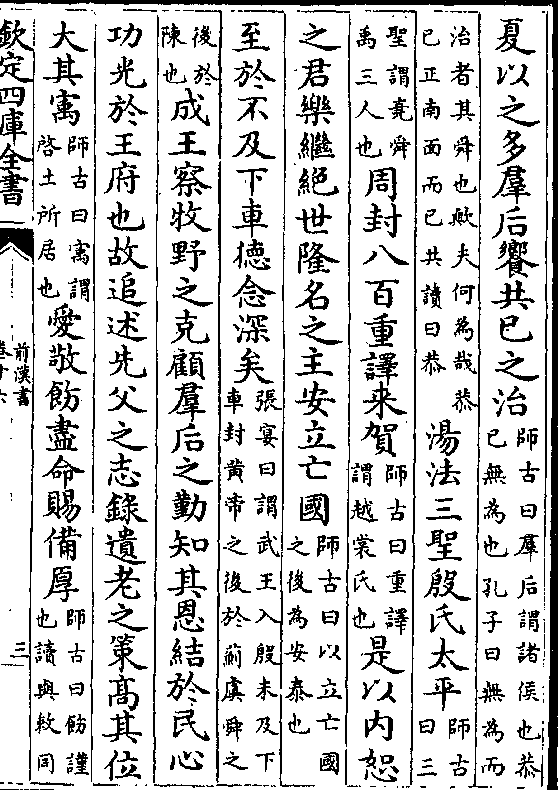 夏以之多羣后饗共已之治師古曰羣后謂諸侯也恭已無為也孔子曰無為而
治者其舜也歟夫何為哉恭已正南面而已共讀曰恭湯法三聖殷氏太平師古曰三
聖謂堯舜禹三人也周封八百重譯来賀師古曰重譯謂越裳氏也是以内恕
之君樂繼絶世隆名之主安立亡國師古曰以立亡國之後為安泰也
至於不及下車德念深矣張宴曰謂武王入殷未及下車封黄帝之後於薊虞舜之
後於陳也成王察牧野之克顧羣后之勤知其恩結於民心
功光於王府也故追述先父之志錄遺老之策高其位
大其寓師古曰寓謂啓土所居也愛敬飭盡命賜備厚師古曰飭謹也讀與敕同
欽定四庫全書
前漢書
卷十六
三